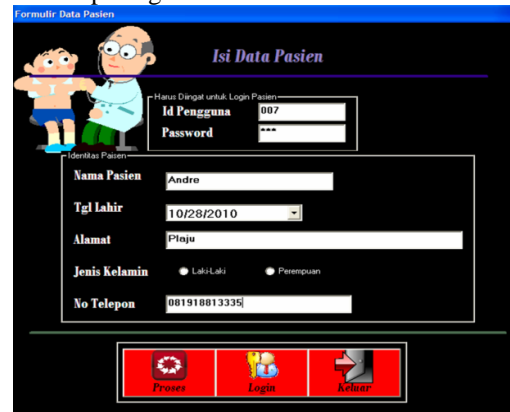 Formulir Data Pasien
Isi Data Pasien
Harus Diingat untuk Login Pasien
Id Pengguna 007
Password ***
Identitas Paisen
Nama Pasien Andre
Tgl Lahir 10/28/2010
Alamat Plaju
Jenis Kelamin Laki-Laki Perempuan
No Telepon 081918813335
Proses Login Keluar